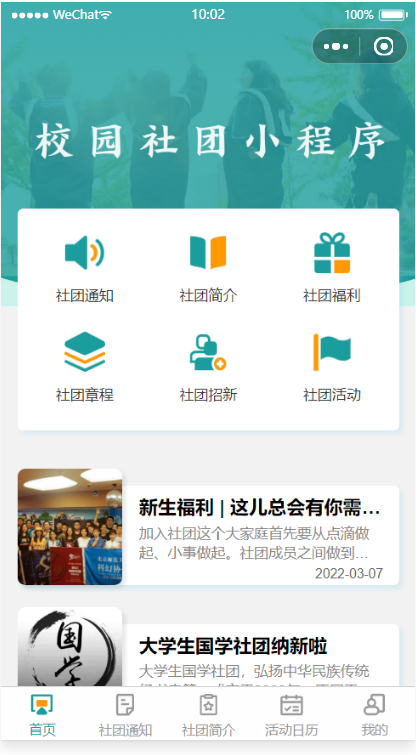 WeChat 10:02 100%
校园社团小程序
社团通知 社团简介 社团福利
社团章程 社团招新 社团活动
新生福利 | 这儿总会有你需...
加入社团这个大家庭首先要从点滴做
起、小事做起。社团成员之间做到...
2022-03-07
国学
大学生国学社团纳新啦
大学生国学社团，弘扬中华民族传统
首页 社团通知 社团简介 活动日历 我的